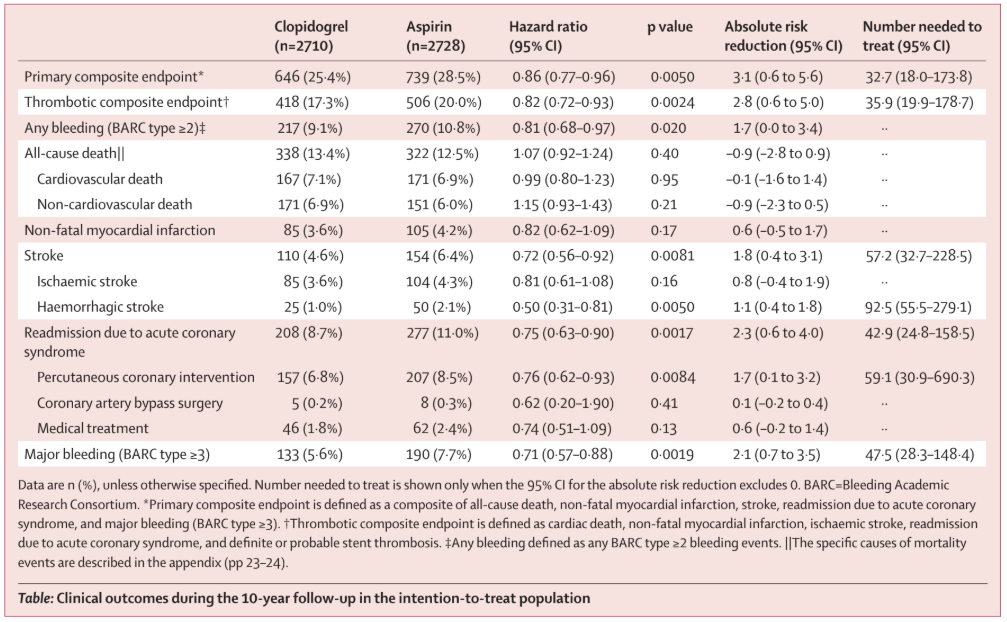 Clopidogrel (n=2710) Aspirin (n=2728) Hazard ratio (95% CI) p value Absolute risk reduction (95% CI) Number needed to treat (95% CI)
Primary composite endpoint* 646 (25·4%) 739 (28·5%) 0·86 (0·77–0·96) 0·0050 3·1 (0·6 to 5·6) 32·7 (18·0–173·8)
Thrombotic composite endpoint† 418 (17·3%) 506 (20·0%) 0·82 (0·72–0·93) 0·0024 2·8 (0·6 to 5·0) 35·9 (19·9–178·7)
Any bleeding (BARC type ≥2)‡ 217 (9·1%) 270 (10·8%) 0·81 (0·68–0·97) 0·020 1·7 (0·0 to 3·4) ··
All-cause death|| 338 (13·4%) 322 (12·5%) 1·07 (0·92–1·24) 0·40 –0·9 (–2·8 to 0·9) ··
Cardiovascular death 167 (7·1%) 171 (6·9%) 0·99 (0·80–1·23) 0·95 –0·1 (–1·6 to 1·4) ··
Non-cardiovascular death 171 (6·9%) 151 (6·0%) 1·15 (0·93–1·43) 0·21 –0·9 (–2·3 to 0·5) ··
Non-fatal myocardial infarction 85 (3·6%) 105 (4·2%) 0·82 (0·62–1·09) 0·17 0·6 (–0·5 to 1·7) ··
Stroke 110 (4·6%) 154 (6·4%) 0·72 (0·56–0·92) 0·0081 1·8 (0·4 to 3·1) 57·2 (32·7–228·5)
Ischaemic stroke 85 (3·6%) 104 (4·3%) 0·81 (0·61–1·08) 0·16 0·8 (–0·4 to 1·9) ··
Haemorrhagic stroke 25 (1·0%) 50 (2·1%) 0·50 (0·31–0·81) 0·0050 1·1 (0·4 to 1·8) 92·5 (55·5–279·1)
Readmission due to acute coronary syndrome 208 (8·7%) 277 (11·0%) 0·75 (0·63–0·90) 0·0017 2·3 (0·6 to 4·0) 42·9 (24·8–158·5)
Percutaneous coronary intervention 157 (6·8%) 207 (8·5%) 0·76 (0·62–0·93) 0·0084 1·7 (0·1 to 3·2) 59·1 (30·9–690·3)
Coronary artery bypass surgery 5 (0·2%) 8 (0·3%) 0·62 (0·20–1·90) 0·41 0·1 (–0·2 to 0·4) ··
Medical treatment 46 (1·8%) 62 (2·4%) 0·74 (0·51–1·09) 0·13 0·6 (–0·2 to 1·4) ··
Major bleeding (BARC type ≥3) 133 (5·6%) 190 (7·7%) 0·71 (0·57–0·88) 0·0019 2·1 (0·7 to 3·5) 47·5 (28·3–148·4)
Data are n (%), unless otherwise specified. Number needed to treat is shown only when the 95% CI for the absolute risk reduction excludes 0. BARC=Bleeding Academic
Research Consortium. *Primary composite endpoint is defined as a composite of all-cause death, non-fatal myocardial infarction, stroke, readmission due to acute coronary
syndrome, and major bleeding (BARC type ≥3). †Thrombotic composite endpoint is defined as cardiac death, non-fatal myocardial infarction, ischaemic stroke, readmission
due to acute coronary syndrome, and definite or probable stent thrombosis. ‡Any bleeding defined as any BARC type ≥2 bleeding events. ||The specific causes of mortality
events are described in the appendix (pp 23–24).
Table: Clinical outcomes during the 10-year follow-up in the intention-to-treat population